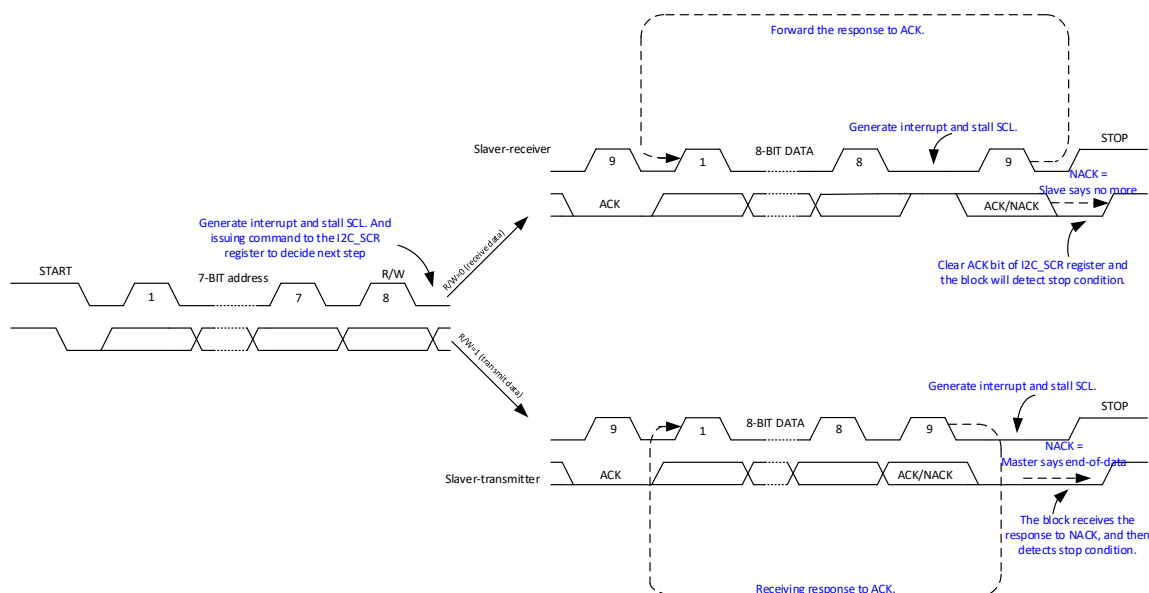 Forward the response to ACK.
Generate interrupt and stall SCL.
STOP
Slaver-receiver
9
1
8-BIT DATA
8
9
NACK =
Slave says no more
ACK
ACK/NACK
Clear ACK bit of I2C_SCR register and
the block will detect stop condition.
Generate interrupt and stall SCL. And
issuing command to the I2C_SCR
register to decide next step
R/W=0 (receive data)
START
7-BIT address
R/W
1
7
8
R/W=1 (transmit data)
Generate interrupt and stall SCL.
STOP
9
1
8-BIT DATA
8
9
NACK =
Master says end-of-data
Slaver-transmitter
ACK
ACK/NACK
The block receives the
response to NACK, and then
detects stop condition.
Receiving response to ACK.